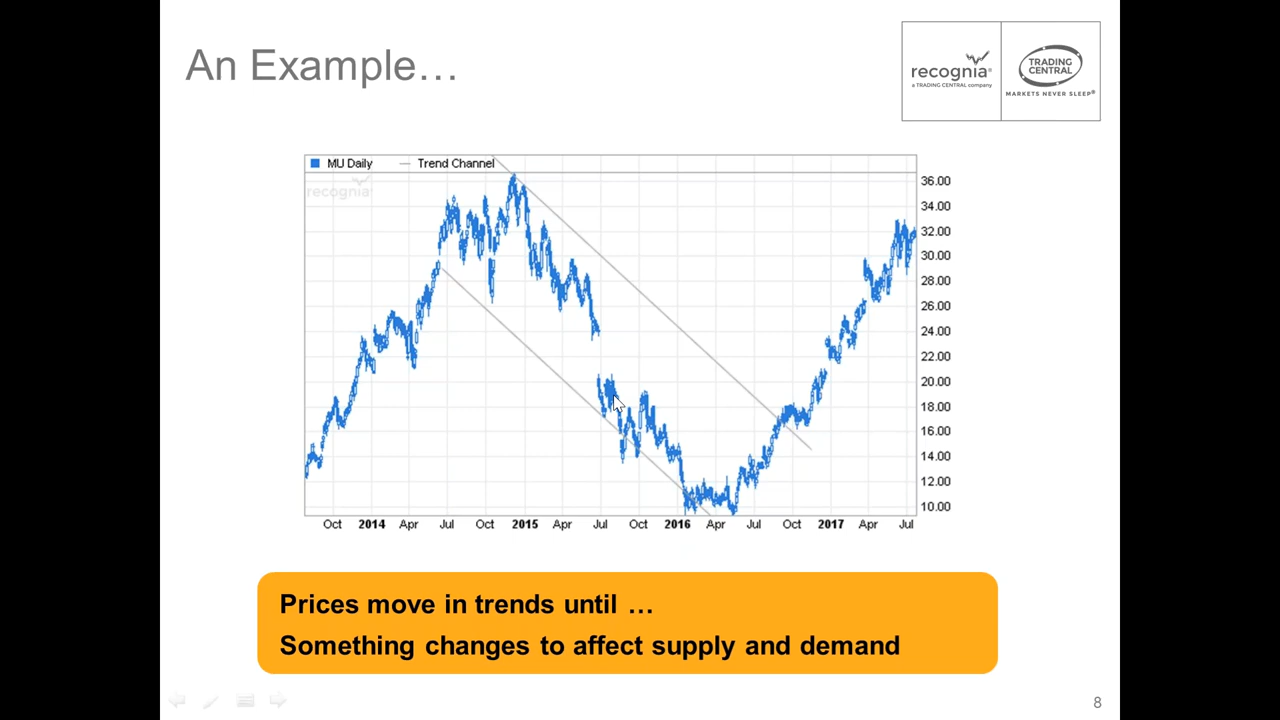 An Example…
recognia®
a TRADING CENTRAL company
TRADING
CENTRAL
MARKETS NEVER SLEEP®
MU Daily
Trend Channel
recognia
36.00
34.00
32.00
30.00
28.00
26.00
24.00
22.00
20.00
18.00
16.00
14.00
12.00
10.00
Oct 2014 Apr Jul Oct 2015 Apr Jul Oct 2016 Apr Jul Oct 2017 Apr Jul
Prices move in trends until …
Something changes to affect supply and demand
8